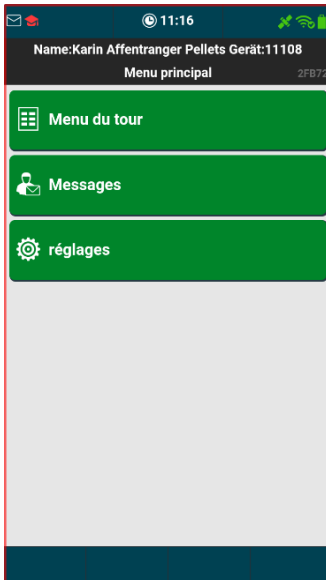 11:16
Name:Karin Affentranger Pellets Gerät:11108
Menu principal
2FB72
Menu du tour
Messages
réglages